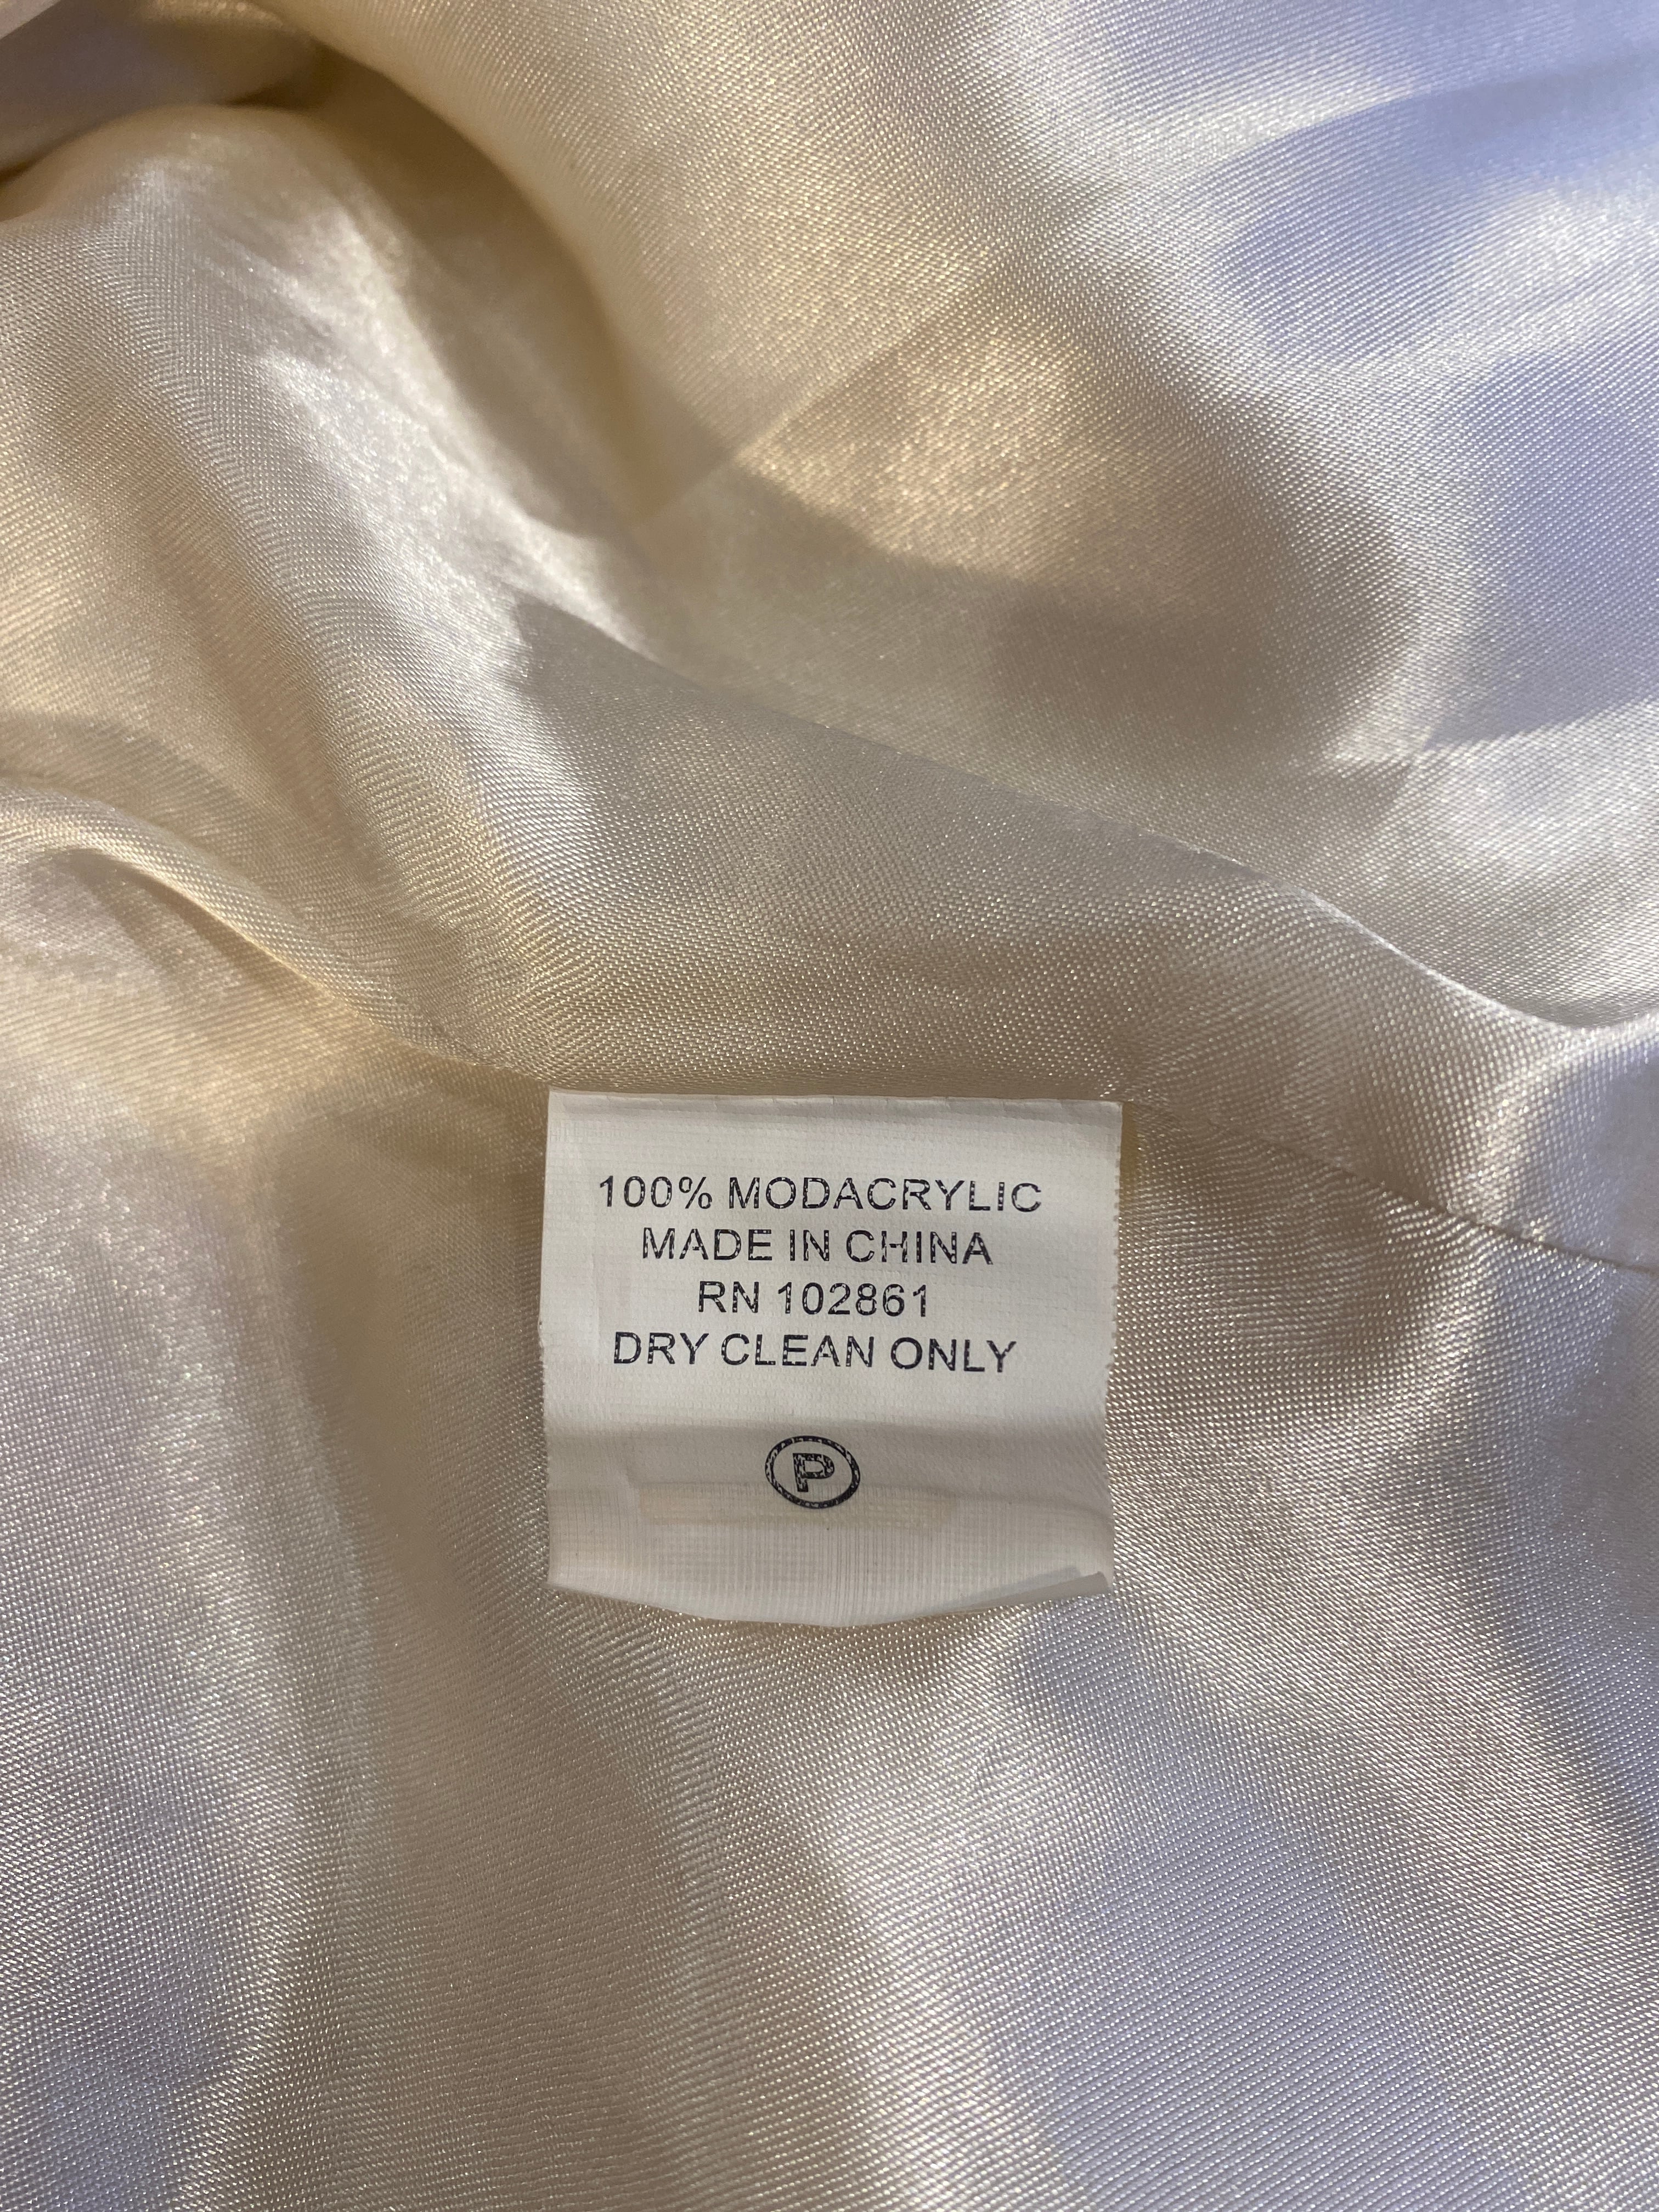 100% MODACRYLIC
MADE IN CHINA
RN 102861
DRY CLEAN ONLY
P